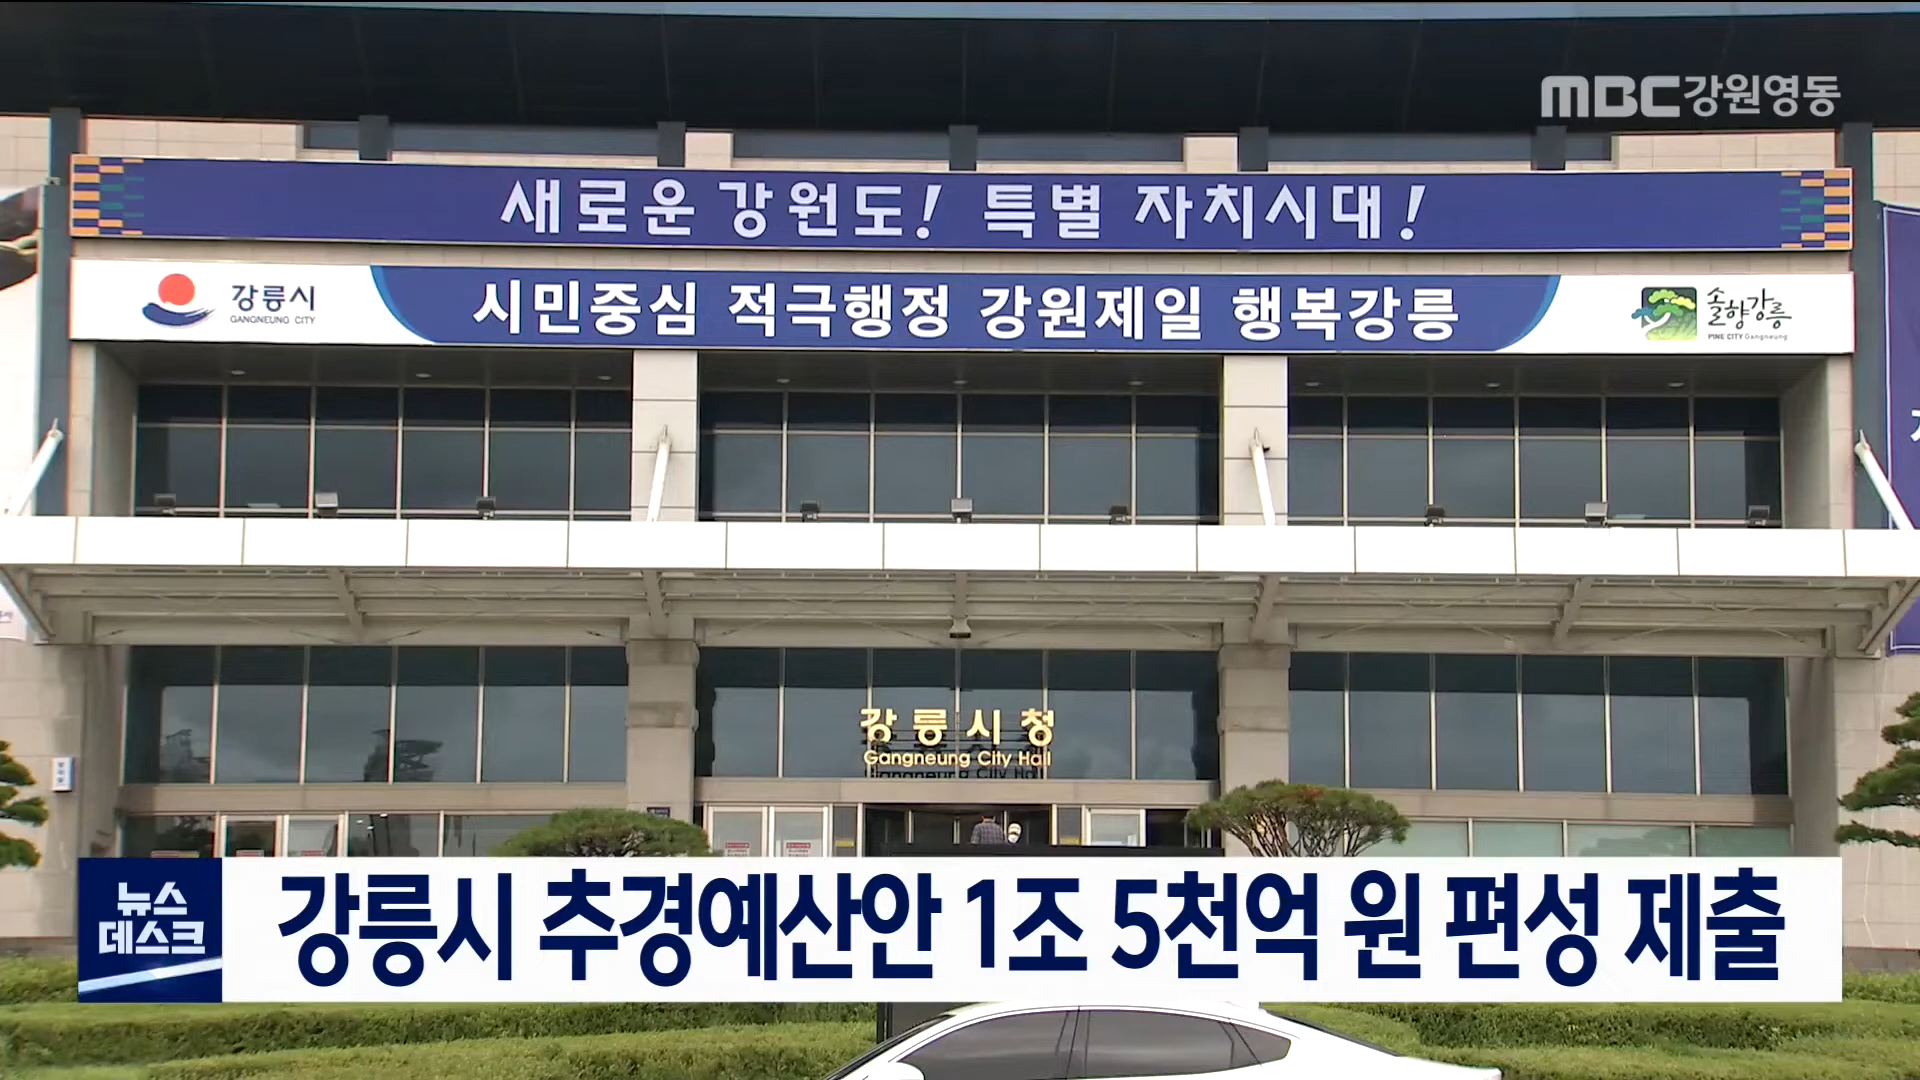 MBC강원영동
새로운 강원도! 특별 자치시대!
강릉시
GANGNEUNG CITY
시민중심 적극행정 강원제일 행복강릉
솔향강릉
PINE CITY Gangneung
강릉시청
Gangneung City Hall
뉴스
데스크
강릉시 추경예산안 1조 5천억 원 편성 제출